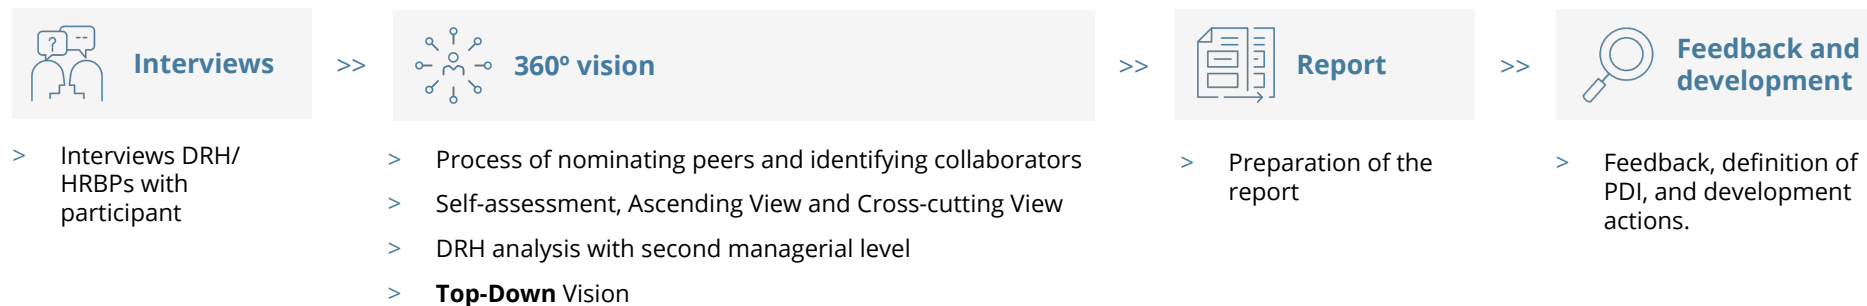 ? --
Interviews
>>
360º vision
>>
Report
>>
Feedback and
development
> Interviews DRH/
HRBPs with
participant
> Process of nominating peers and identifying collaborators
> Self-assessment, Ascending View and Cross-cutting View
> DRH analysis with second managerial level
> Top-Down Vision
> Preparation of the
report
> Feedback, definition of
PDI, and development
actions.